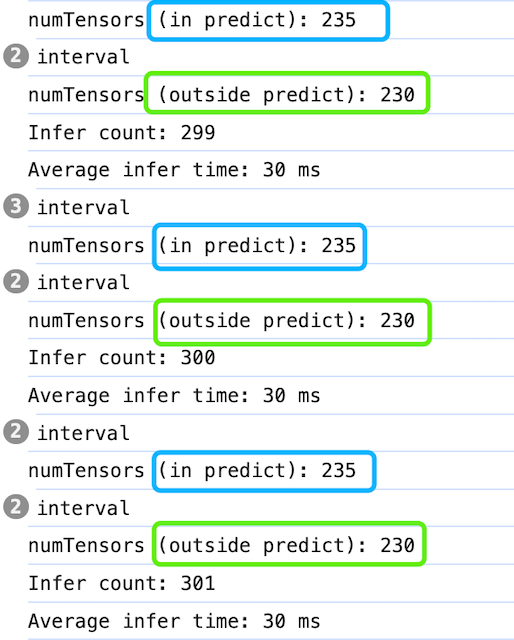 numTensors (in predict): 235
2 interval
numTensors (outside predict): 230
Infer count: 299
Average infer time: 30 ms
3 interval
numTensors (in predict): 235
2 interval
numTensors (outside predict): 230
Infer count: 300
Average infer time: 30 ms
2 interval
numTensors (in predict): 235
2 interval
numTensors (outside predict): 230
Infer count: 301
Average infer time: 30 ms